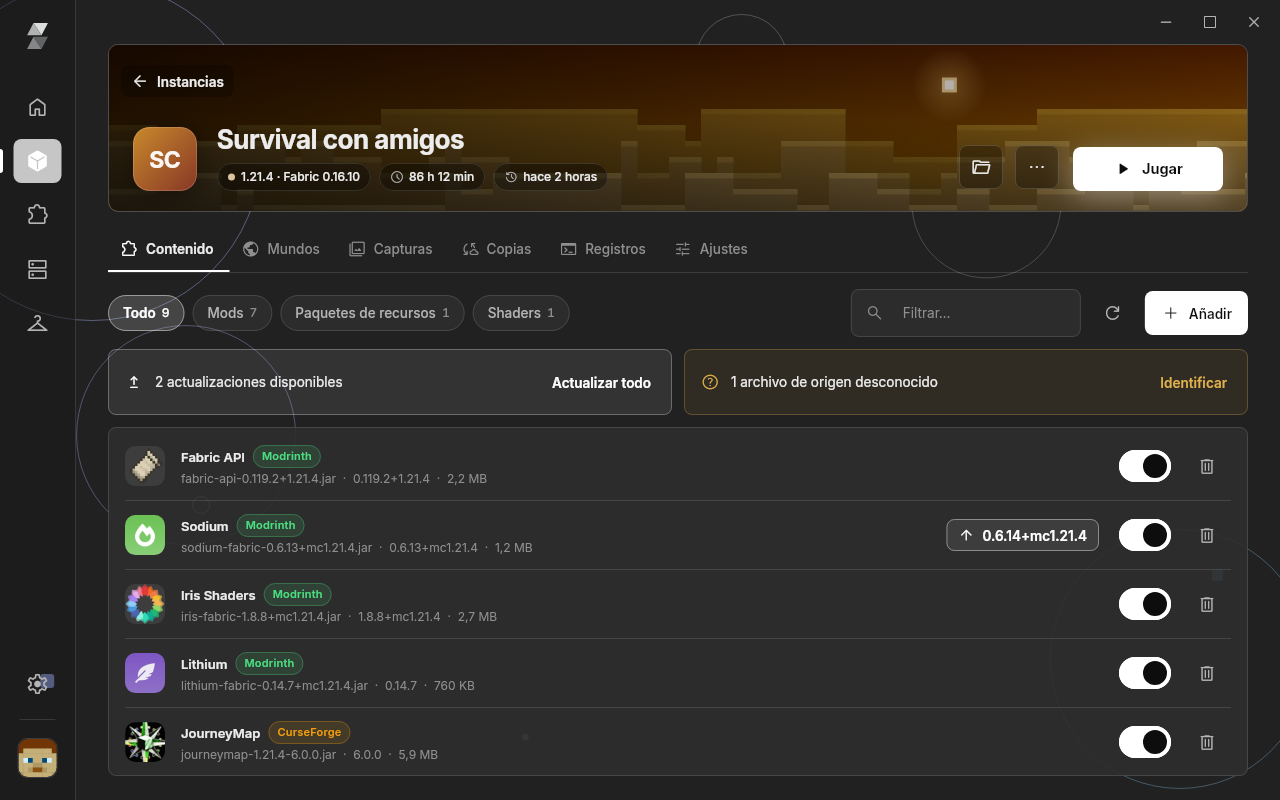 Instancias
SC
Survival con amigos
1.21.4 · Fabric 0.16.10
86 h 12 min
hace 2 horas
Jugar
Contenido
Mundos
Capturas
Copias
Registros
Ajustes
Todo 9
Mods 7
Paquetes de recursos 1
Shaders 1
Filtrar...
Añadir
2 actualizaciones disponibles
Actualizar todo
1 archivo de origen desconocido
Identificar
Fabric API Modrinth
fabric-api-0.119.2+1.21.4.jar · 0.119.2+1.21.4 · 2,2 MB
Sodium Modrinth
sodium-fabric-0.6.13+mc1.21.4.jar · 0.6.13+mc1.21.4 · 1,2 MB
0.6.14+mc1.21.4
Iris Shaders Modrinth
iris-fabric-1.8.8+mc1.21.4.jar · 1.8.8+mc1.21.4 · 2,7 MB
Lithium Modrinth
lithium-fabric-0.14.7+mc1.21.4.jar · 0.14.7 · 760 KB
JourneyMap CurseForge
journeymap-1.21.4-6.0.0.jar · 6.0.0 · 5,9 MB